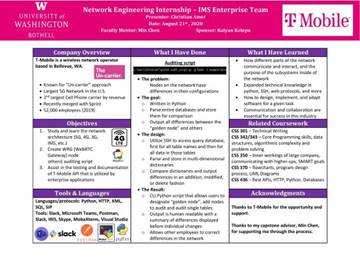 UNIVERSITY of
WASHINGTON
BOTHELL
Network Engineering Internship – IMS Enterprise Team
Presenter: Christian Amer
Date: August 21st, 2020
Faculty Mentor: Min Chen
Sponsor: Kalyan Kolepu
T Mobile
Company Overview
T-Mobile is a wireless network operator
based in Bellevue, WA.
The
Un-carrier.
• Known for "Un-carrier" approach
• Largest 5G Network in the U.S.
• 2nd largest Cell Phone carrier by revenue
• Recently merged with Sprint
• 52,000 employees (2019)
Objectives
1. Study and learn the network
architecture (5G, 4G, 3G,
IMS, etc.)
2. Create WRG (WebRTC
Gateway) node
others) auditing script
3. Assist in the testing and documentation
of T-Mobile API that is utilized by
enterprise applications
4G
LTE
Tools & Languages
Languages/protocols: Python, HTTP, XML,
SQL, SIP
Tools: Slack, Microsoft Teams, Postman,
Slack, IMS, Skype, MobaXterm, Visual Studio
slack
POSTMAN
python
What I Have Done
Auditing script
• The problem:
Nodes on the network have
differences in their configurations
• The goal:
o Written in Python
o Parse entire databases and store
them for comparison
o Output all differences between the
"golden node" and others
• The design:
o Utilize SSH to access query database,
first for all table names and then for
all data in those tables
o Parse and store in multi-dimensional
dictionaries
o Compare dictionaries and output
differences in an addition, modified,
or delete fashion
• The Result:
o CLI Python script that allows users to
designate "golden node", add nodes
to audit and audit single tables.
o Output is human readable with a
summary of differences displayed
before individual changes
o Allows other employees to correct
differences in the network
What I Have Learned
• How different parts of the network
communicate and interact, and the
purpose of the subsystems inside of
the network
• Expanded technical knowledge in
python, SSH, web-protocols, and more
• How to design, implement, and adapt
software for a given task
• Communication and collaboration are
essential for success in this industry
Related Coursework
CSS 301 – Technical Writing
CSS 342/343 – Core Programming skills, data
structures, algorithmic complexity and
problem solving
CSS 350 – Inner workings of large company,
communicating with higher-ups, SMART goals
CSS 370 – flowcharts, program design
process, UML Diagrams
CSS 436 – Rest APIs, HTTP, Python, Databases
Acknowledgments
Thanks to T-Mobile for the opportunity and
support.
Thanks to my capstone advisor, Min Chen,
for supporting me through the process.